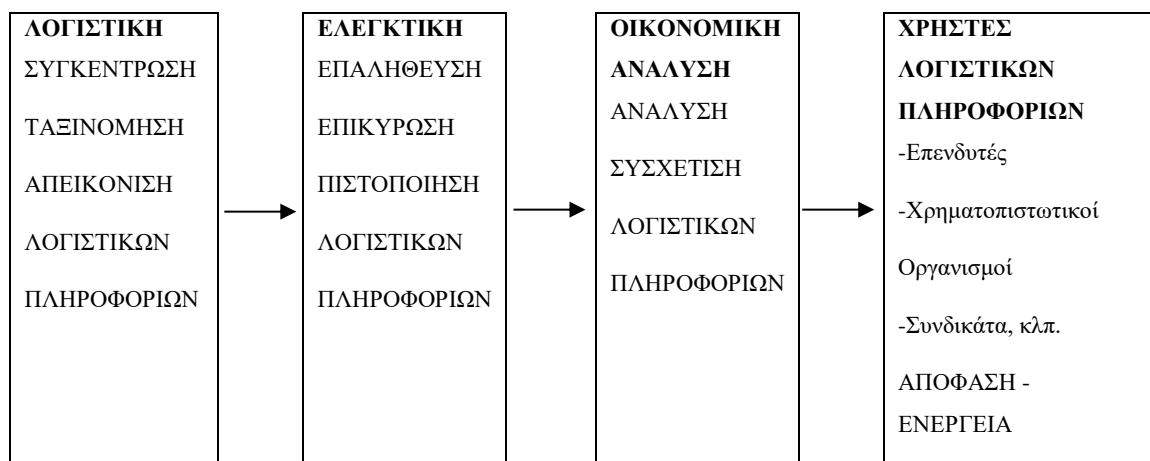 ΛΟΓΙΣΤΙΚΗ
ΣΥΓΚΕΝΤΡΩΣΗ
ΤΑΞΙΝΟΜΗΣΗ
ΑΠΕΙΚΟΝΙΣΗ
ΛΟΓΙΣΤΙΚΩΝ
ΠΛΗΡΟΦΟΡΙΩΝ
ΕΛΕΓΚΤΙΚΗ
ΕΠΑΛΗΘΕΥΣΗ
ΕΠΙΚΥΡΩΣΗ
ΠΙΣΤΟΠΟΙΗΣΗ
ΛΟΓΙΣΤΙΚΩΝ
ΠΛΗΡΟΦΟΡΙΩΝ
ΟΙΚΟΝΟΜΙΚΗ
ΑΝΑΛΥΣΗ
ΑΝΑΛΥΣΗ
ΣΥΣΧΕΤΙΣΗ
ΛΟΓΙΣΤΙΚΩΝ
ΠΛΗΡΟΦΟΡΙΩΝ
ΧΡΗΣΤΕΣ
ΛΟΓΙΣΤΙΚΩΝ
ΠΛΗΡΟΦΟΡΙΩΝ
-Επενδυτές
-Χρηματοπιστωτικοί
Οργανισμοί
-Συνδικάτα, κλπ.
ΑΠΟΦΑΣΗ -
ΕΝΕΡΓΕΙΑ